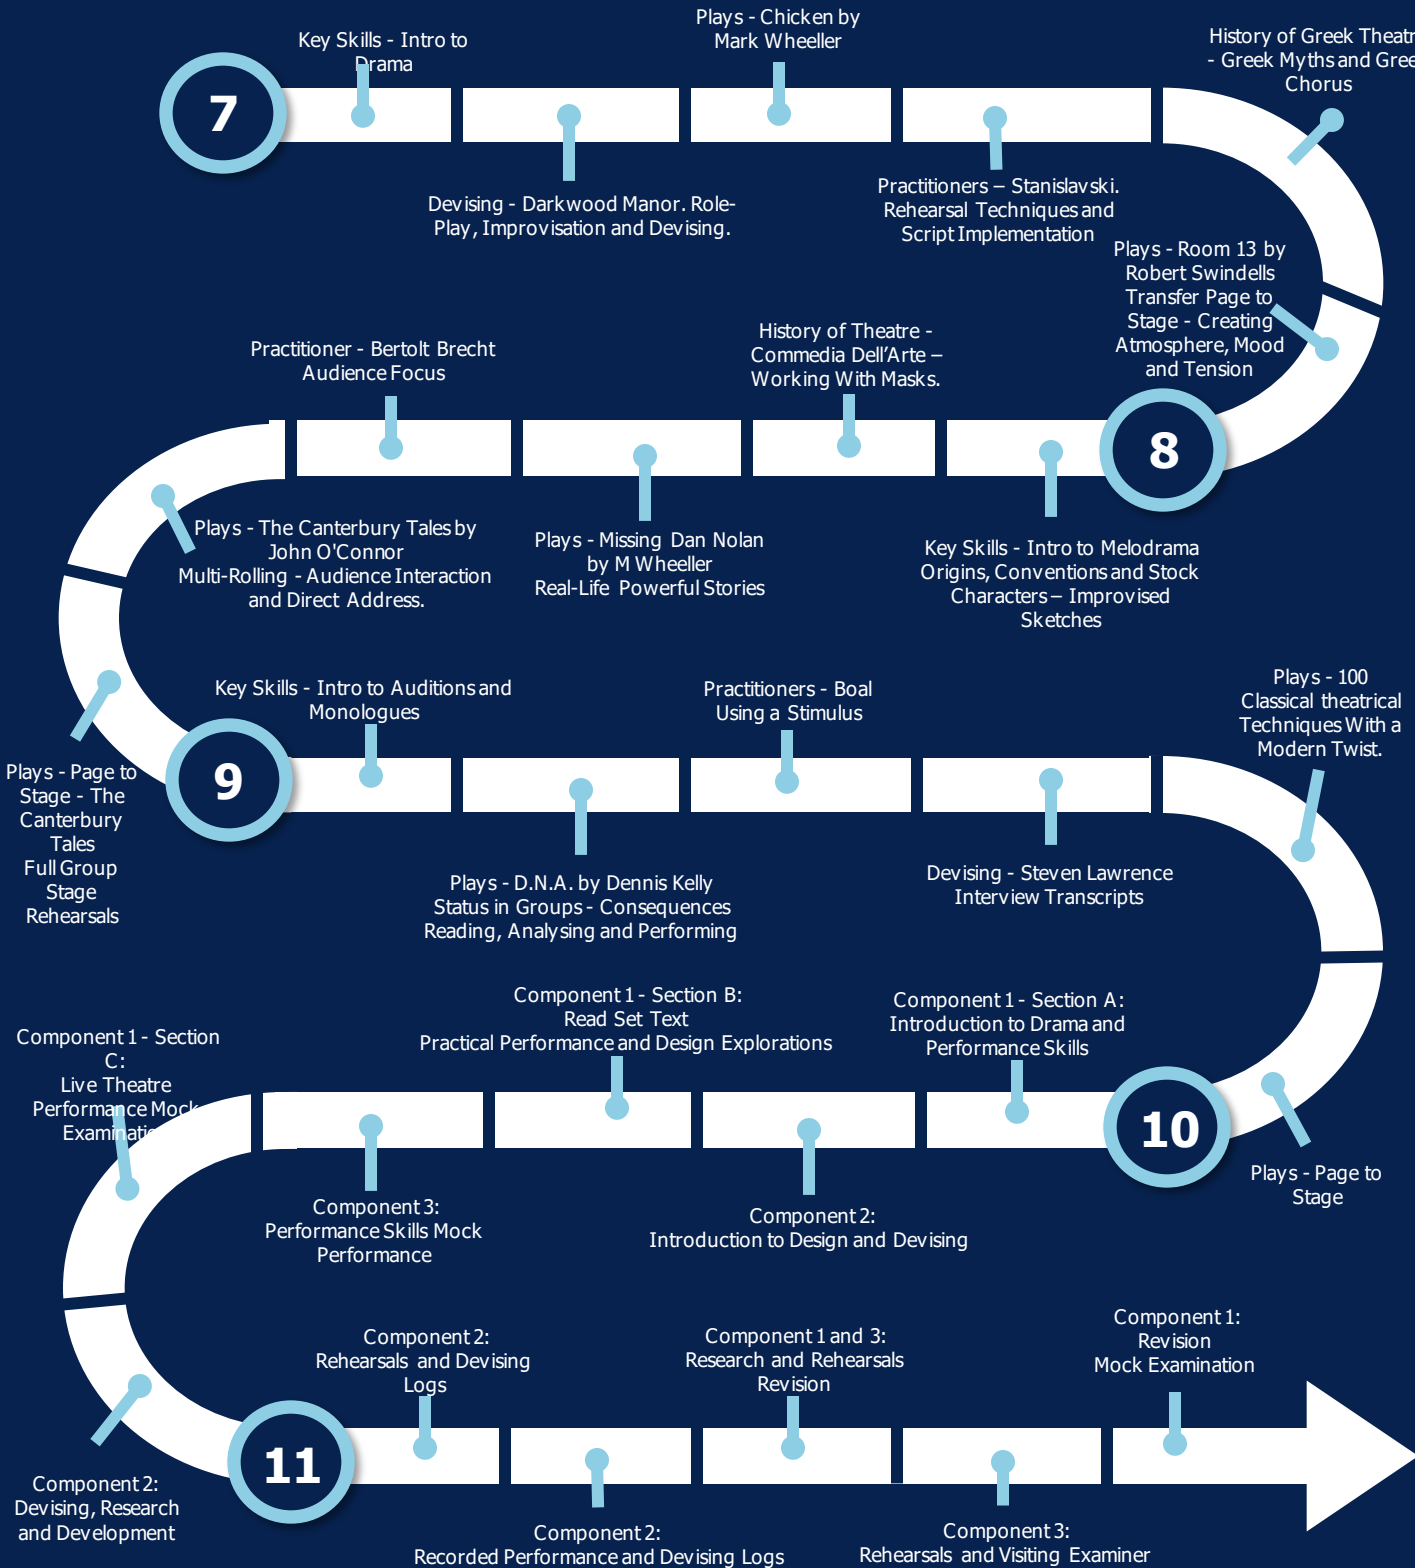 7
Key Skills - Intro to
Drama
Devising - Darkwood Manor. Role-
Play, Improvisation and Devising.
Plays - Chicken by
Mark Wheeller
Practitioners – Stanislavski.
Rehearsal Techniques and
Script Implementation
History of Greek
- Greek Myths and
Chorus
Plays - Room 13 by
Robert Swindells
Transfer Page to
Stage - Creating
Atmosphere, Mood
and Tension
8
Key Skills - Intro to Melodrama
Origins, Conventions and Stock
Characters – Improvised
Sketches
History of Theatre -
Commedia Dell’Arte –
Working With Masks.
Plays - Missing Dan Nolan
by M Wheeller
Real-Life Powerful Stories
Practitioner - Bertolt Brecht
Audience Focus
Plays - The Canterbury Tales by
John O'Connor
Multi-Rolling - Audience Interaction
and Direct Address.
Plays - Page to
Stage - The
Canterbury
Tales
Full Group
Stage
Rehearsals
9
Key Skills - Intro to Auditions and
Monologues
Plays - D.N.A. by Dennis Kelly
Status in Groups - Consequences
Reading, Analysing and Performing
Practitioners - Boal
Using a Stimulus
Devising - Steven Lawrence
Interview Transcripts
Plays - 100
Classical theatrical
Techniques With a
Modern Twist.
Plays - Page to
Stage
10
Component 1 - Section A:
Introduction to Drama and
Performance Skills
Component 2:
Introduction to Design and Devising
Component 1 - Section B:
Read Set Text
Practical Performance and Design Explorations
Component 3:
Performance Skills Mock
Performance
Component 1 - Section
C:
Live Theatre
Performance Mock
Component 2:
Devising, Research
and Development
11
Component 2:
Rehearsals and Devising
Logs
Component 2:
Recorded Performance and Devising Logs
Component 1 and 3:
Research and Rehearsals
Revision
Component 3:
Rehearsals and Visiting Examiner
Component 1:
Revision
Mock Examination